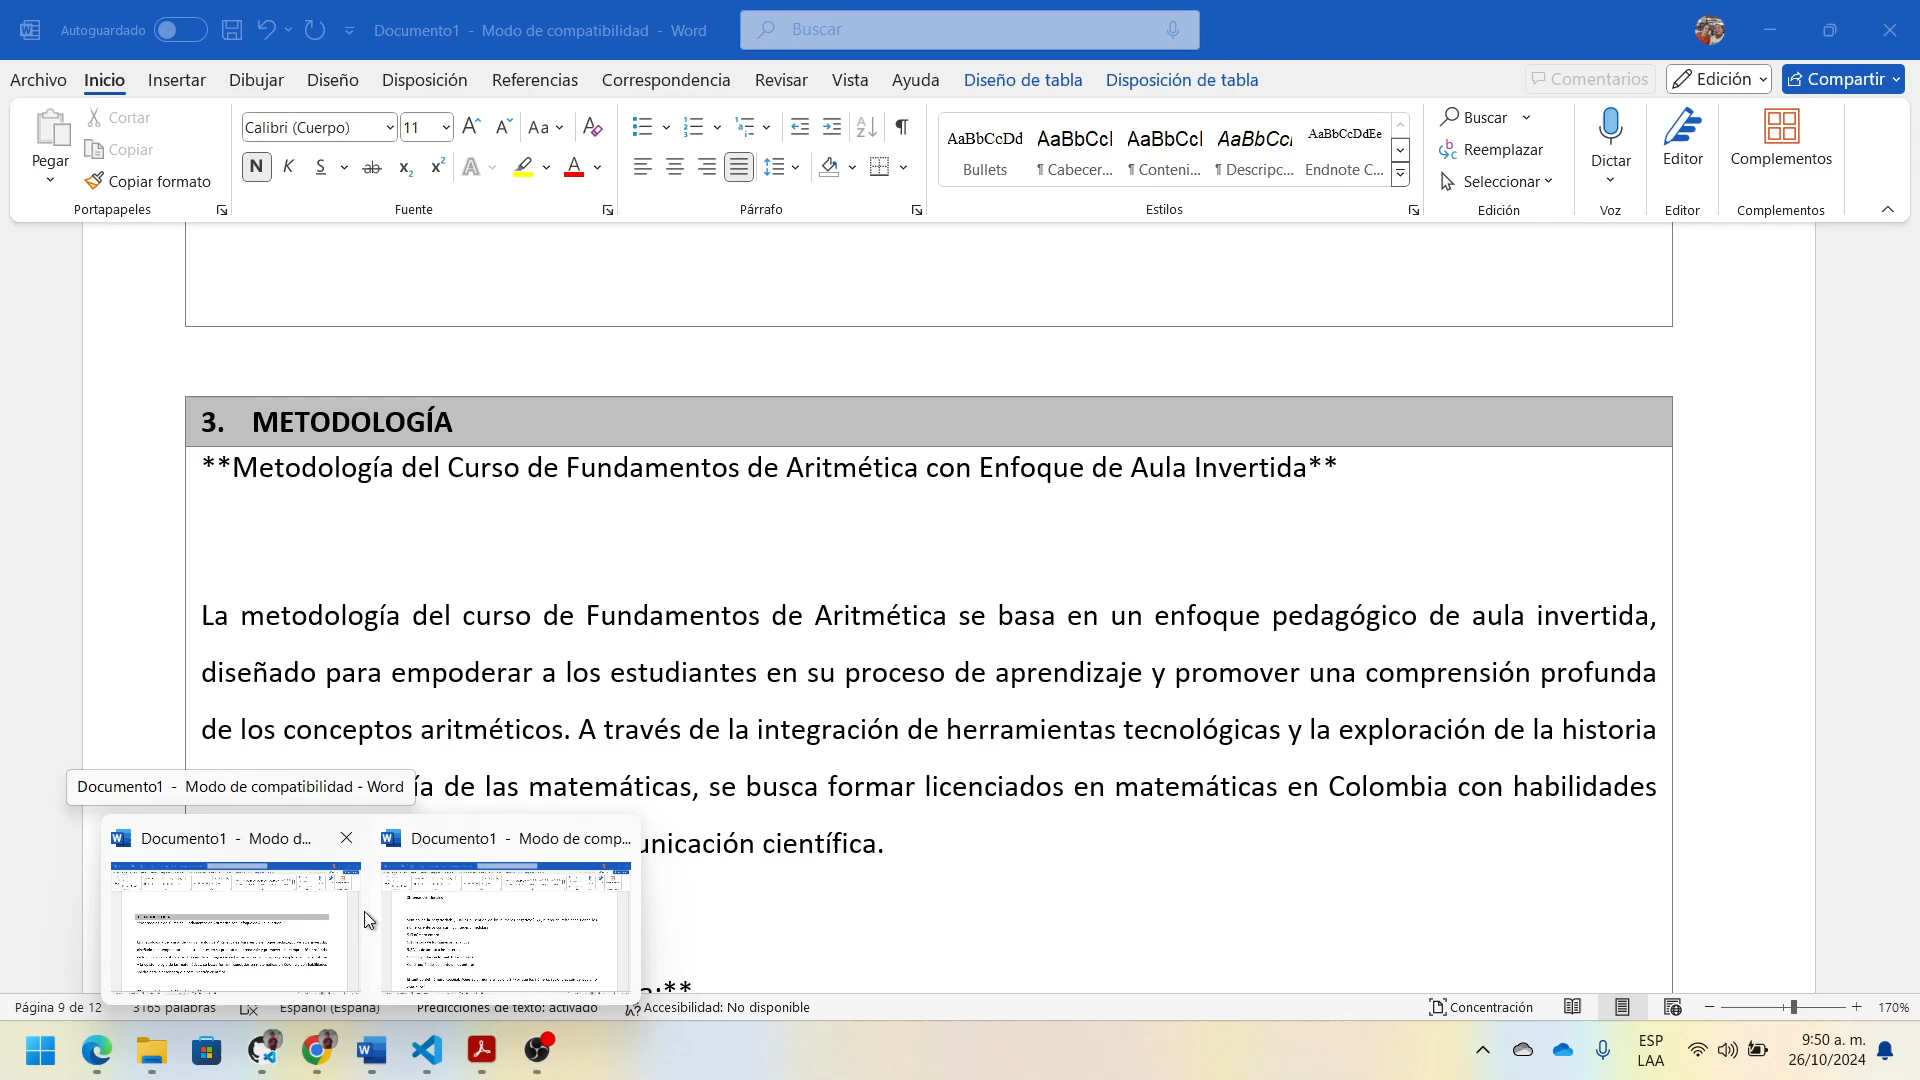 Autoguardado
Documento1 - Modo de compatibilidad - Word
Buscar
Archivo Inicio Insertar Dibujar Diseño Disposición Referencias Correspondencia Revisar Vista Ayuda Diseño de tabla Disposición de tabla
Comentarios Edición Compartir
Pegar
Cortar
Copiar
Copiar formato
Portapapeles
Calibri (Cuerpo) 11
Fuente
Párrafo
AaBbCcDd AaBbCcI AaBbCcI AaBbCc AaBbCcDdEe
Bullets ¶ Cabecer... ¶ Conteni... ¶ Descripc... Endnote C...
Estilos
Buscar
Reemplazar
Seleccionar
Edición
Dictar
Voz
Editor
Editor
Complementos
Complementos
3. METODOLOGÍA
**Metodología del Curso de Fundamentos de Aritmética con Enfoque de Aula Invertida**
La metodología del curso de Fundamentos de Aritmética se basa en un enfoque pedagógico de aula invertida,
diseñado para empoderar a los estudiantes en su proceso de aprendizaje y promover una comprensión profunda
de los conceptos aritméticos. A través de la integración de herramientas tecnológicas y la exploración de la historia
ía de las matemáticas, se busca formar licenciados en matemáticas en Colombia con habilidades
unicación científica.
Documento1 - Modo de compatibilidad - Word
Documento1 - Modo d...
Documento1 - Modo de comp...
a:**
Página 9 de 12 3165 palabras Español (España) Predicciones de texto: activado Accesibilidad: No disponible
Concentración 170%
ESP
LAA
9:50 a. m.
26/10/2024